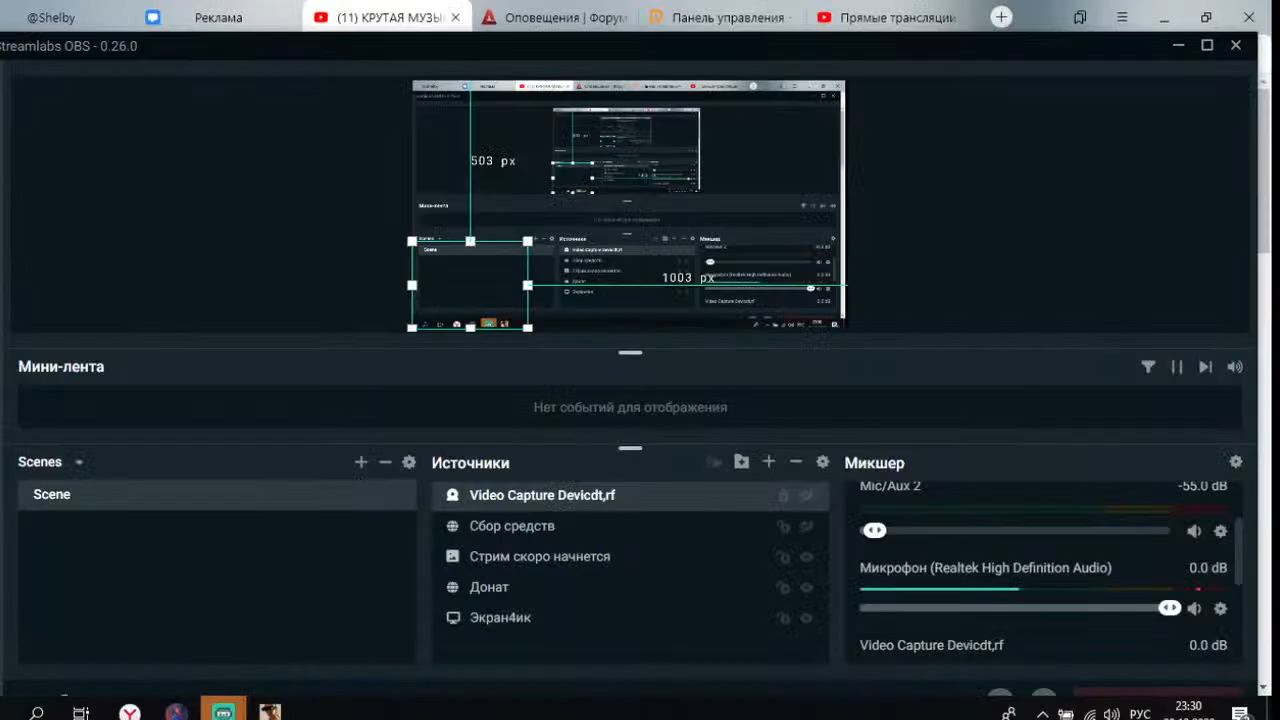 @Shelby
Реклама
(11) КРУТАЯ МУЗЫ
Оповещения | Форум
Панель управления -
Прямые трансляции
Streamlabs OBS - 0.26.0
503 px
1003 px
Мини-лента
Нет событий для отображения
Scenes
Источники
Микшер
Scene
Video Capture Devicdt,rf
Сбор средств
Стрим скоро начнется
Донат
Экран4ик
Mic/Aux 2
-55.0 dB
Микрофон (Realtek High Definition Audio)
0.0 dB
Video Capture Devicdt,rf
0.0 dB
РУС
23:30